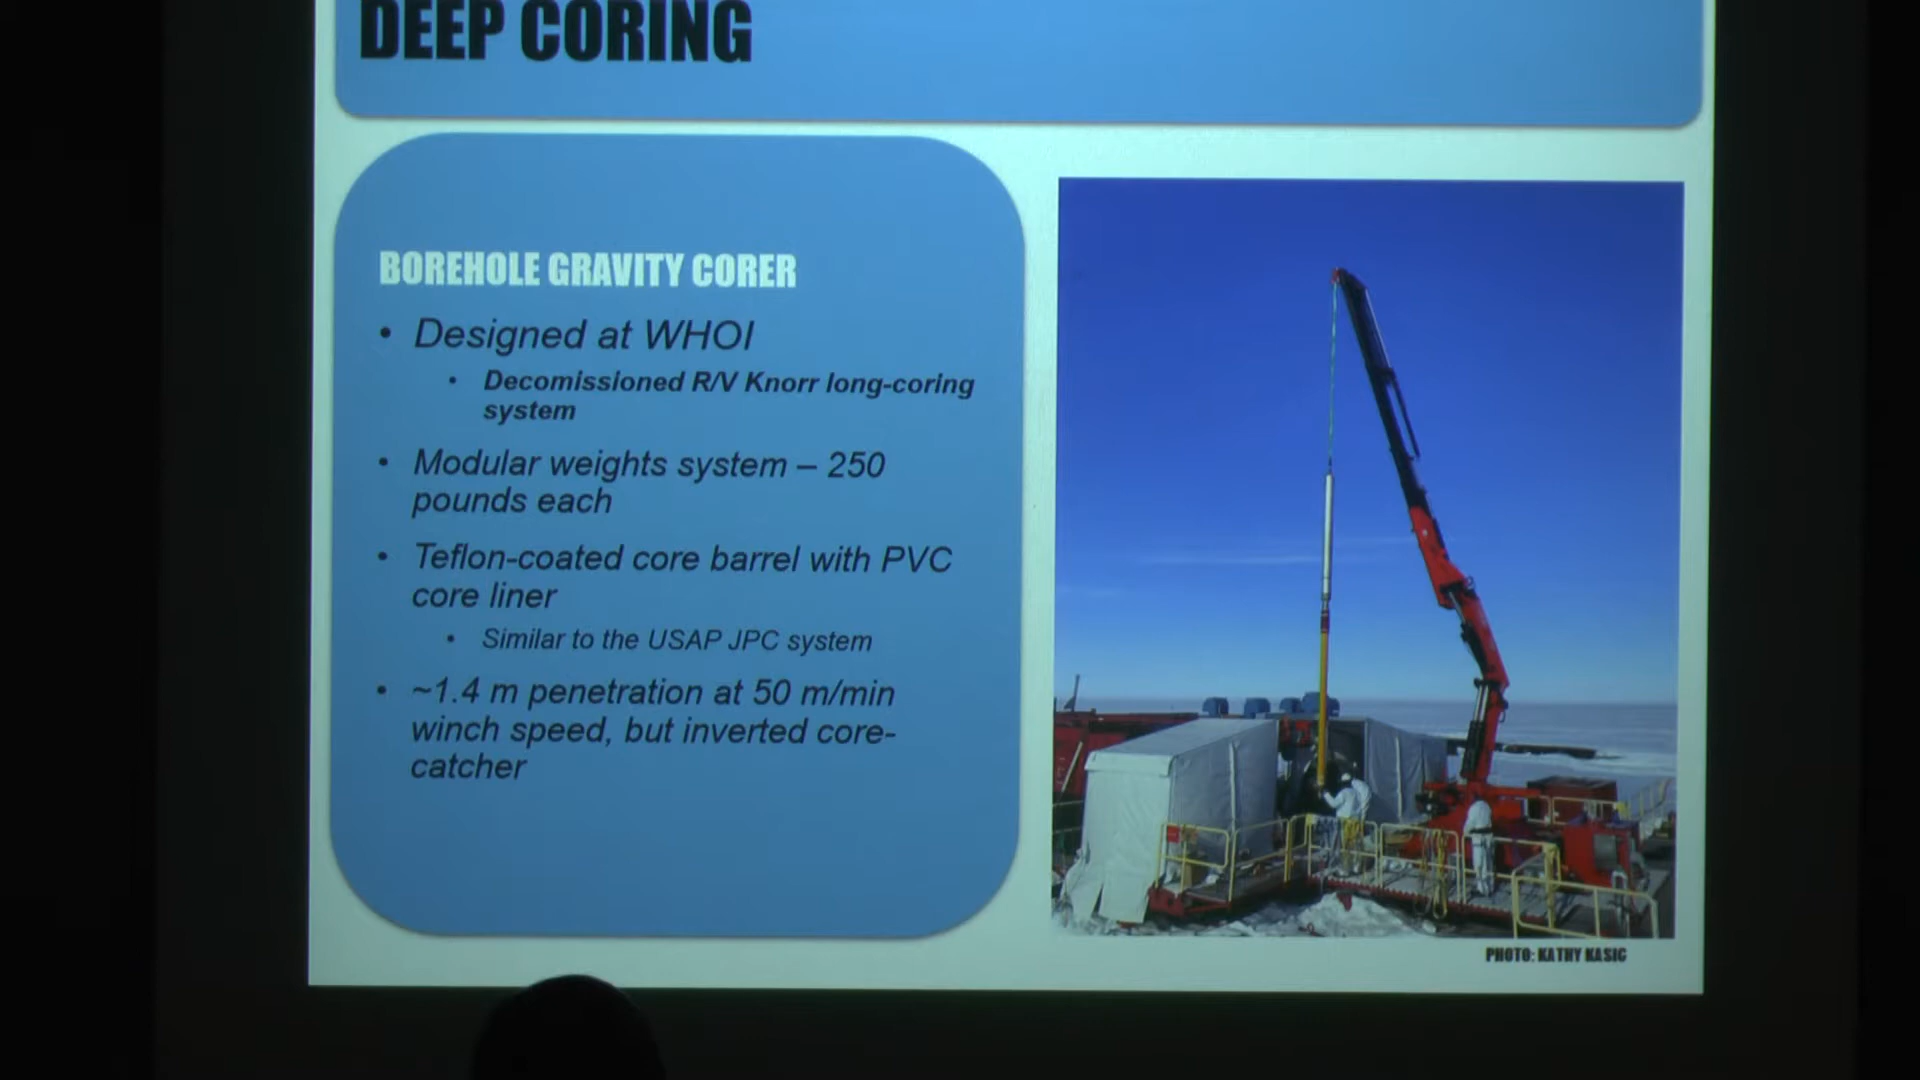 DEEP CORING
BOREHOLE GRAVITY CORER
• Designed at WHOI
• Decomissioned R/V Knorr long-coring
system
• Modular weights system – 250
pounds each
• Teflon-coated core barrel with PVC
core liner
• Similar to the USAP JPC system
• ~1.4 m penetration at 50 m/min
winch speed, but inverted core-
catcher
PHOTO: KATHY KASIC